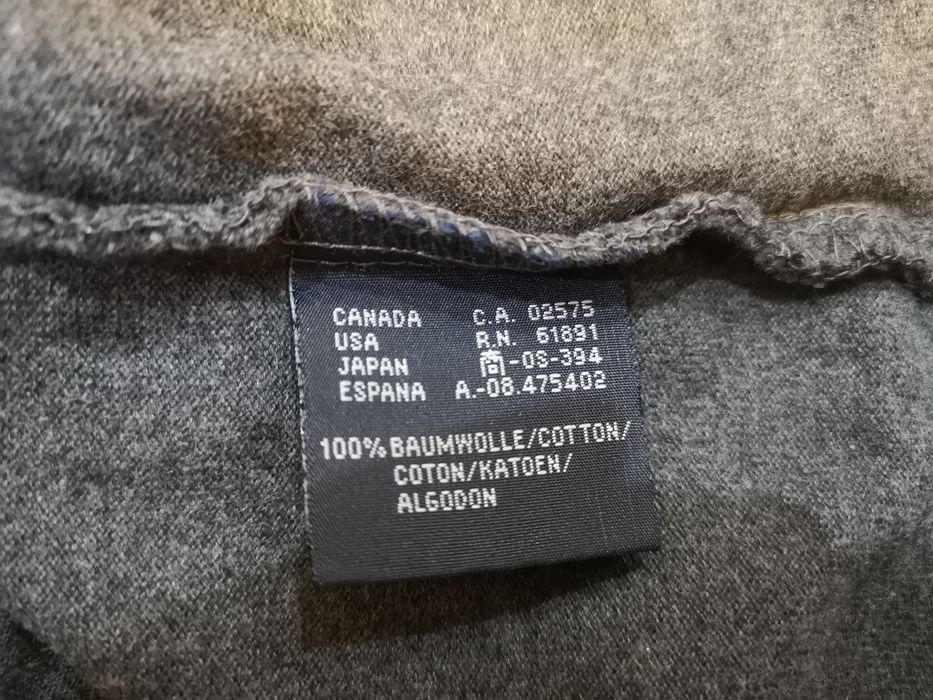 CANADA C.A. 02575
USA R.N. 61891
JAPAN 商-08-394
ESPANA A.-08.475402
100% BAUMWOLLE/COTTON/
COTON/KATOEN/
ALGODON